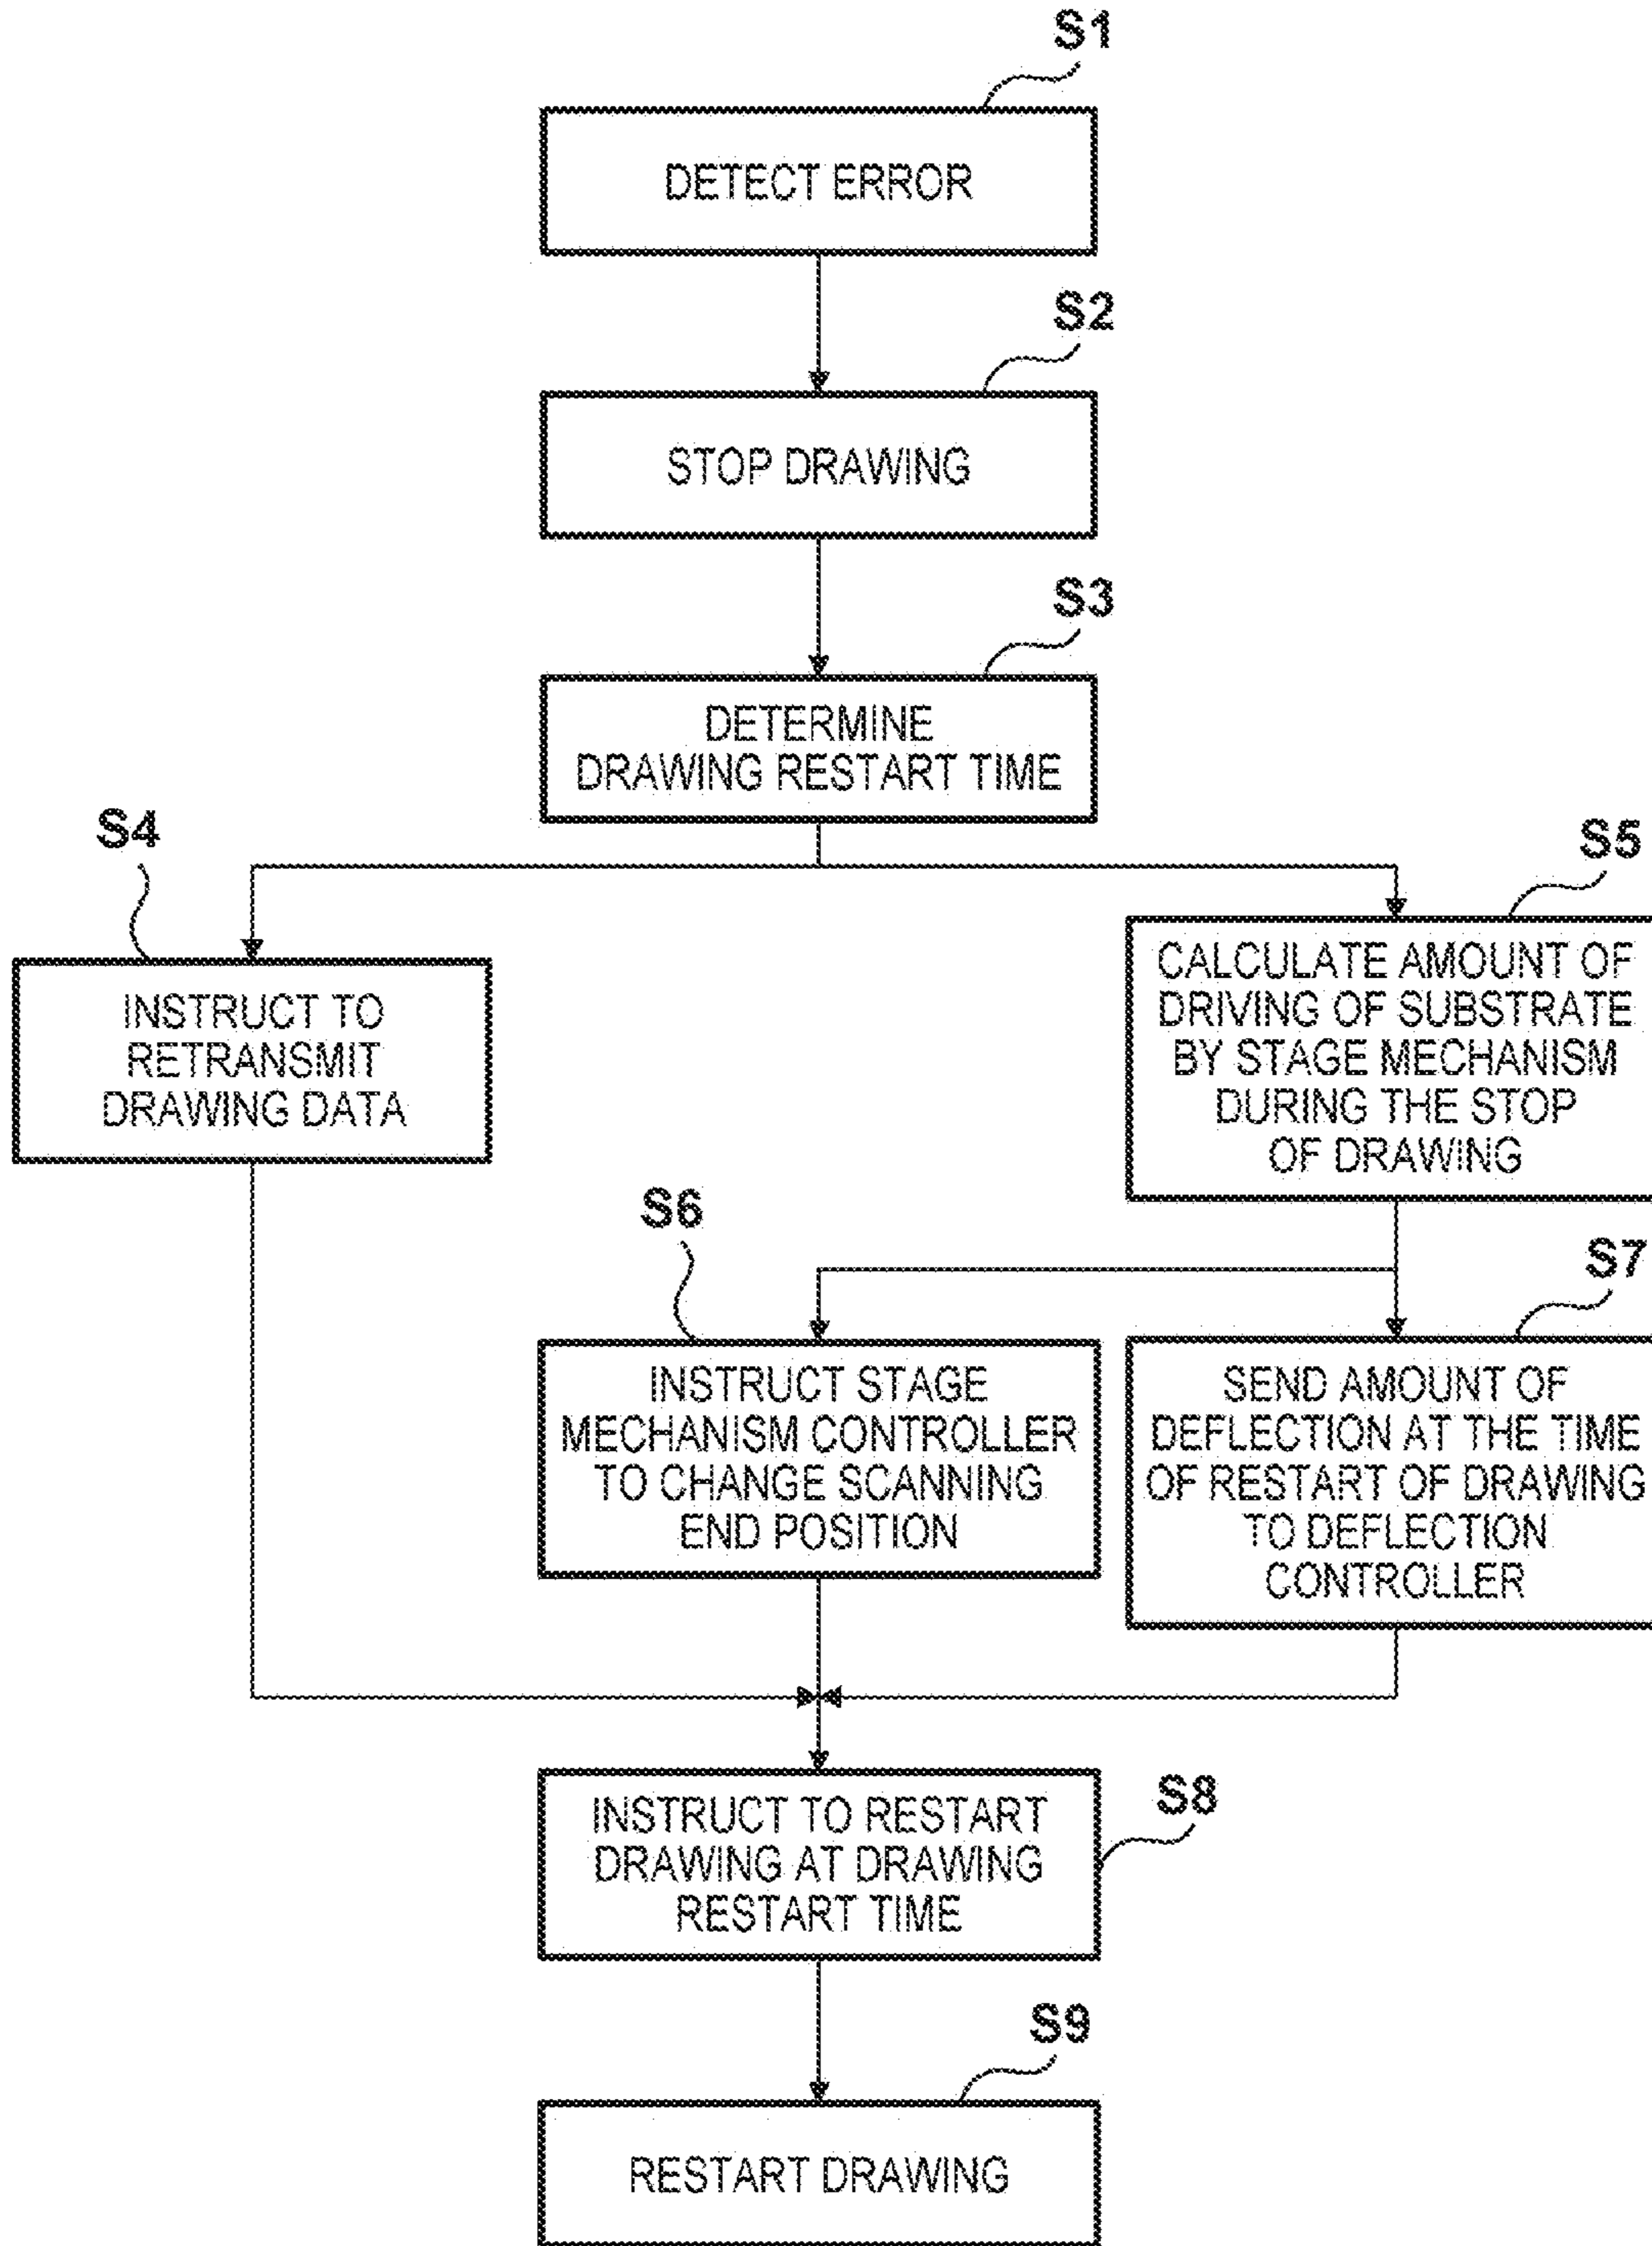 S1
DETECT ERROR
S2
STOP DRAWING
S3
DETERMINE
DRAWING RESTART TIME
S4
INSTRUCT TO
RETRANSMIT
DRAWING DATA
S5
CALCULATE AMOUNT OF
DRIVING OF SUBSTRATE
BY STAGE MECHANISM
DURING THE STOP
OF DRAWING
S6
INSTRUCT STAGE
MECHANISM CONTROLLER
TO CHANGE SCANNING
END POSITION
S7
SEND AMOUNT OF
DEFLECTION AT THE TIME
OF RESTART OF DRAWING
TO DEFLECTION
CONTROLLER
S8
INSTRUCT TO RESTART
DRAWING AT DRAWING
RESTART TIME
S9
RESTART DRAWING